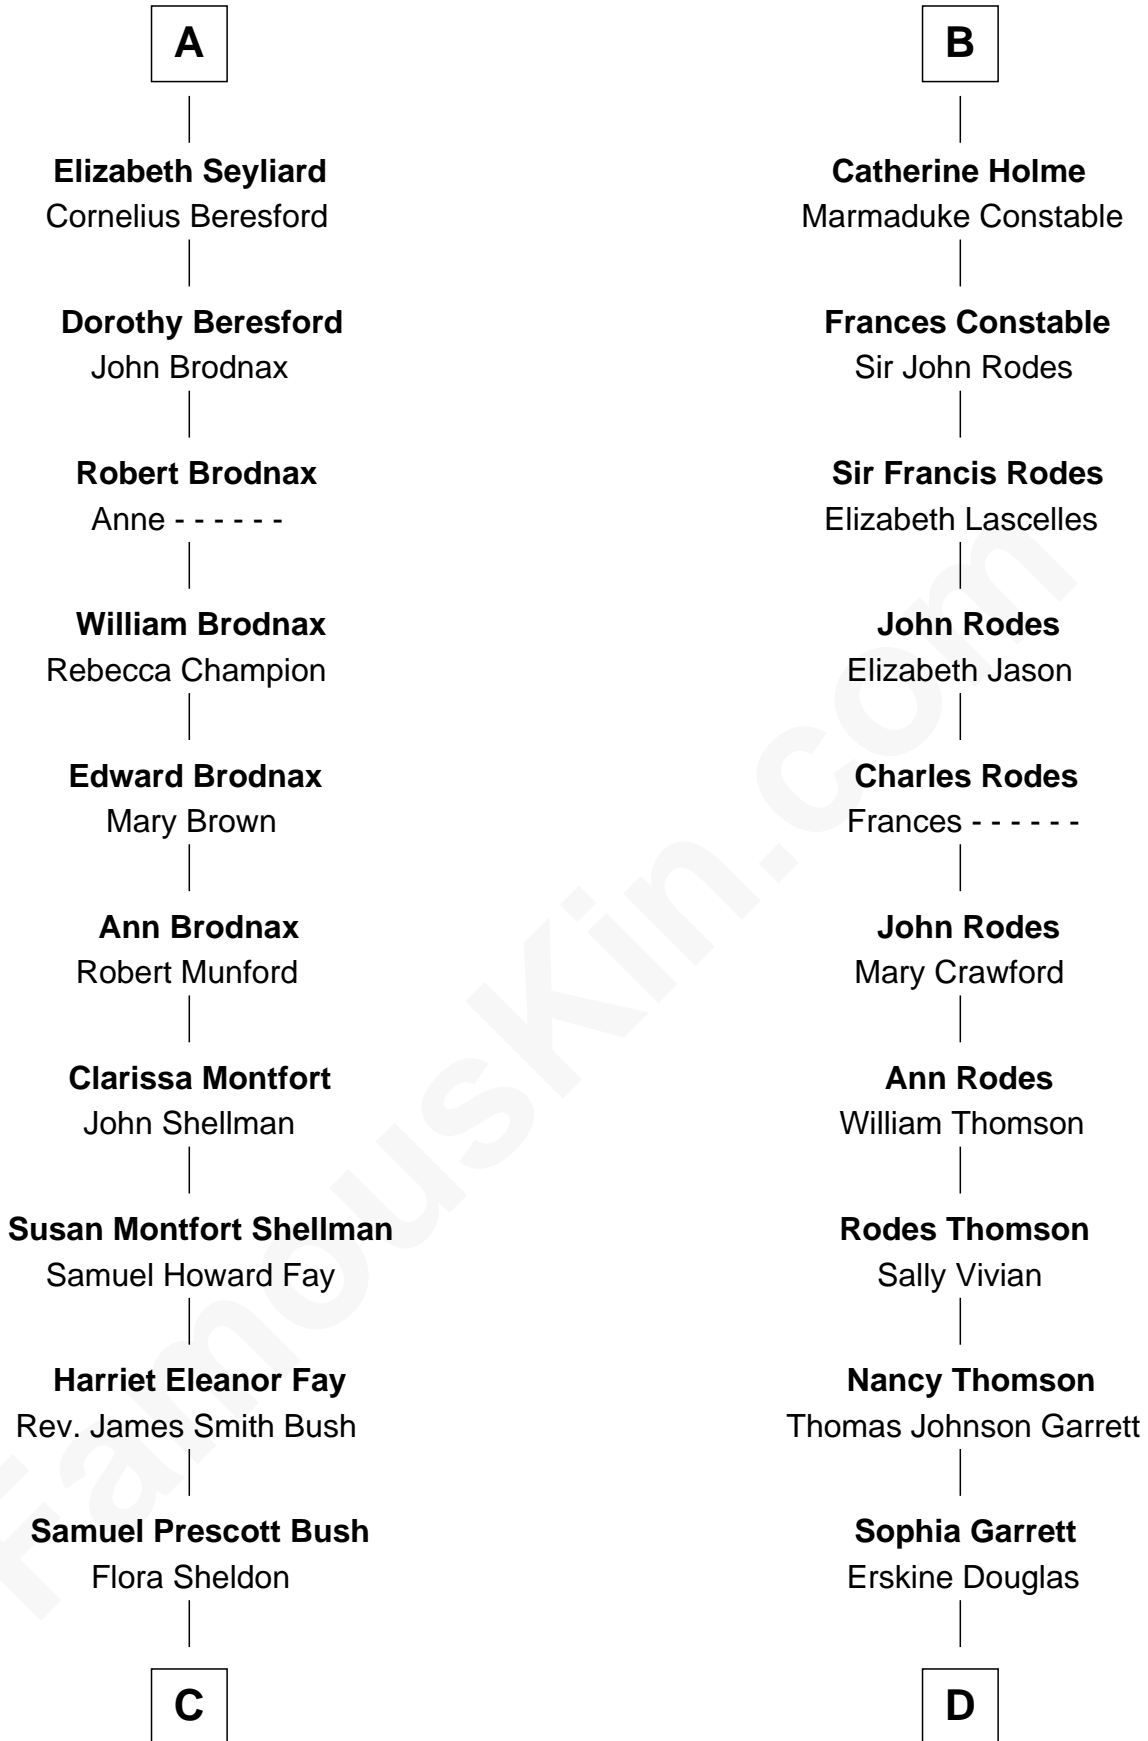 A
Elizabeth Seyliard
Cornelius Beresford
Dorothy Beresford
John Brodnax
Robert Brodnax
Anne - - - - - -
William Brodnax
Rebecca Champion
Edward Brodnax
Mary Brown
Ann Brodnax
Robert Munford
Clarissa Montfort
John Shellman
Susan Montfort Shellman
Samuel Howard Fay
Harriet Eleanor Fay
Rev. James Smith Bush
Samuel Prescott Bush
Flora Sheldon
C
B
Catherine Holme
Marmaduke Constable
Frances Constable
Sir John Rodes
Sir Francis Rodes
Elizabeth Lascelles
John Rodes
Elizabeth Jason
Charles Rodes
Frances - - - - - -
John Rodes
Mary Crawford
Ann Rodes
William Thomson
Rodes Thomson
Sally Vivian
Nancy Thomson
Thomas Johnson Garrett
Sophia Garrett
Erskine Douglas
D
FamousKin.com